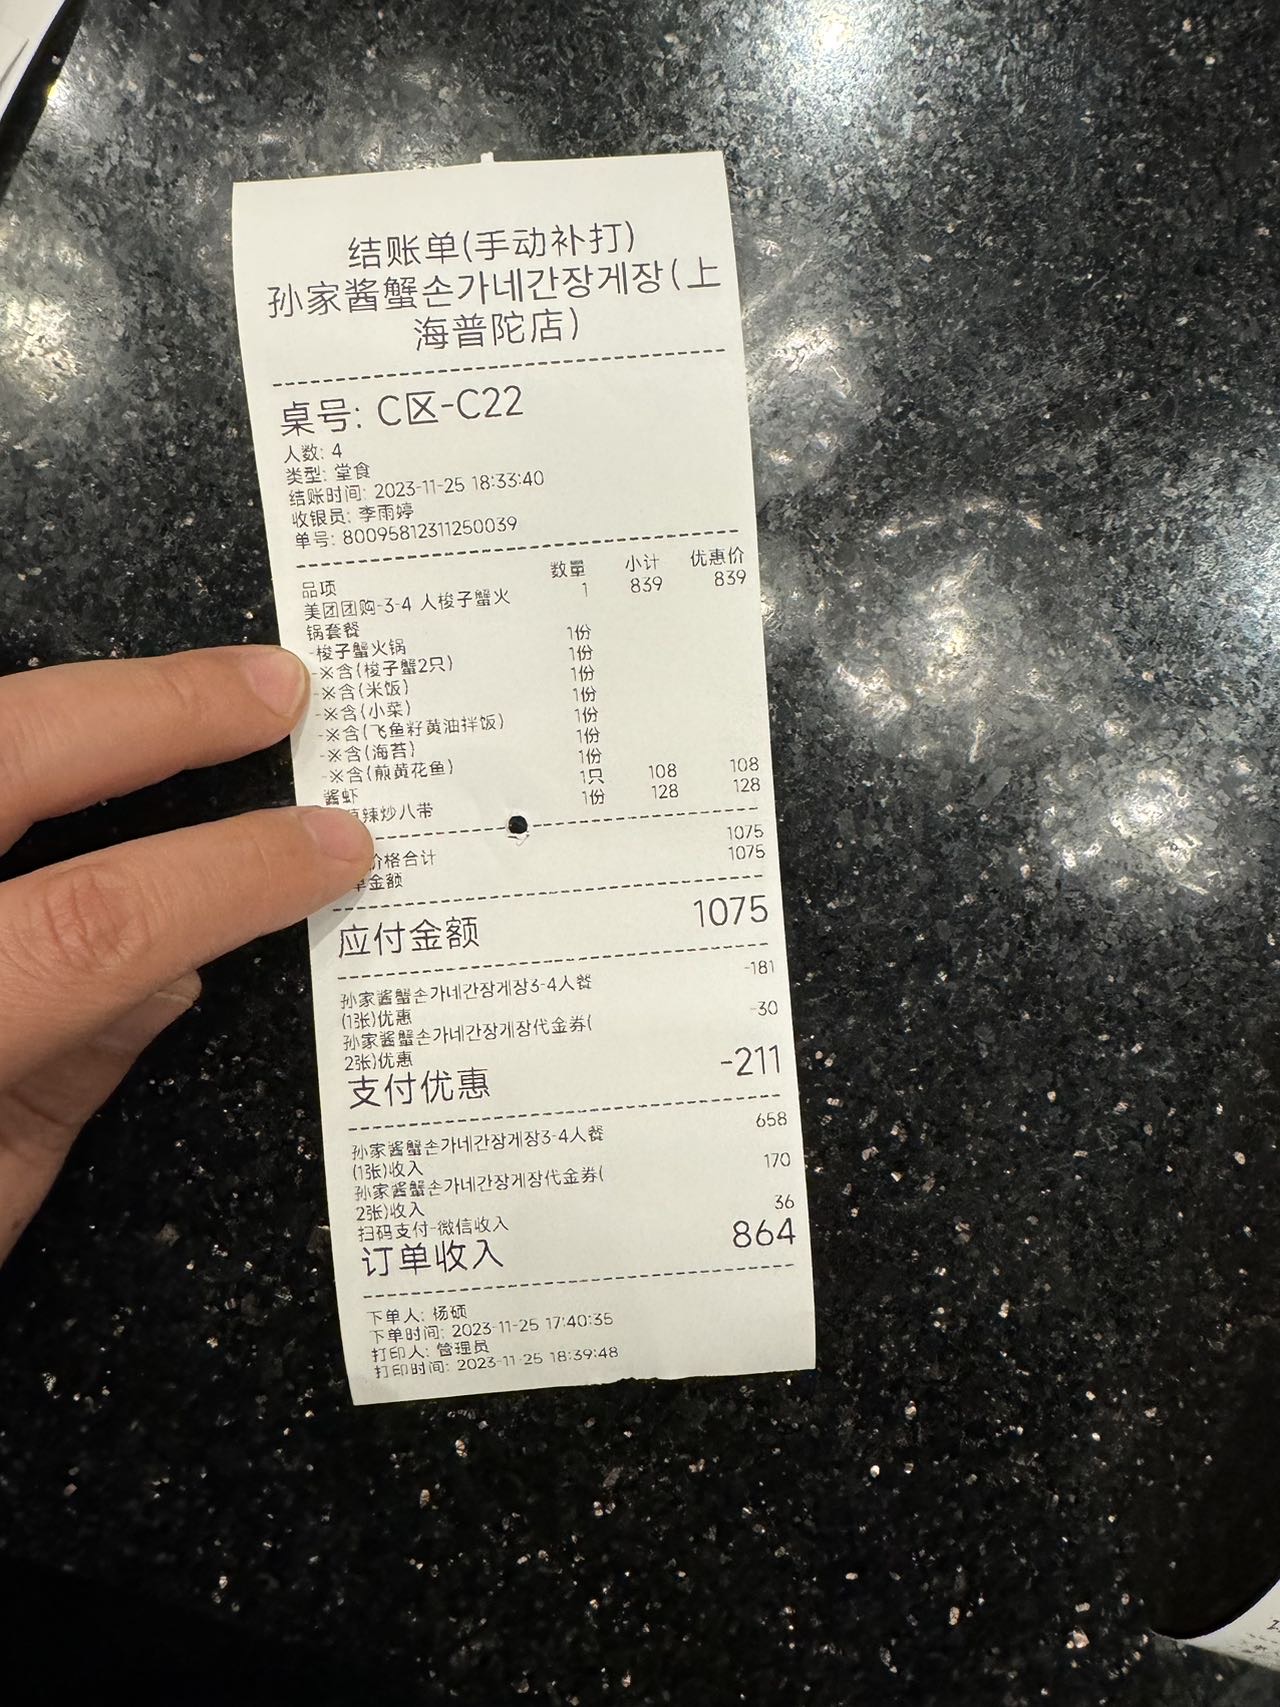 结账单(手动补打)
孙家酱蟹손가네간장게장(上
海普陀店)
桌号: C区-C22
人数: 4
类型: 堂食
结账时间: 2023-11-25 18:33:40
收银员: 李雨婷
单号: 80095812311250039
品项 数量 小计 优惠价
美团团购-3-4 人梭子蟹火 1 839 839
锅套餐
-梭子蟹火锅 1份
-※含(梭子蟹2只) 1份
-※含(米饭) 1份
-※含(小菜) 1份
-※含(飞鱼籽黄油拌饭) 1份
-※含(海苔) 1份
-※含(煎黄花鱼) 1份
酱虾 1只 108 108
辣炒八带 1份 128 128
价格合计 1075
金额 1075
应付金额 1075
孙家酱蟹손가네간장게장3-4人餐 -181
(1张)优惠
孙家酱蟹손가네간장게장代金券( -30
2张)优惠
支付优惠 -211
孙家酱蟹손가네간장게장3-4人餐 658
(1张)收入
孙家酱蟹손가네간장게장代金券( 170
2张)收入
扫码支付-微信收入 36
订单收入 864
下单人: 杨硕
下单时间: 2023-11-25 17:40:35
打印人: 管理员
打印时间: 2023-11-25 18:39:48